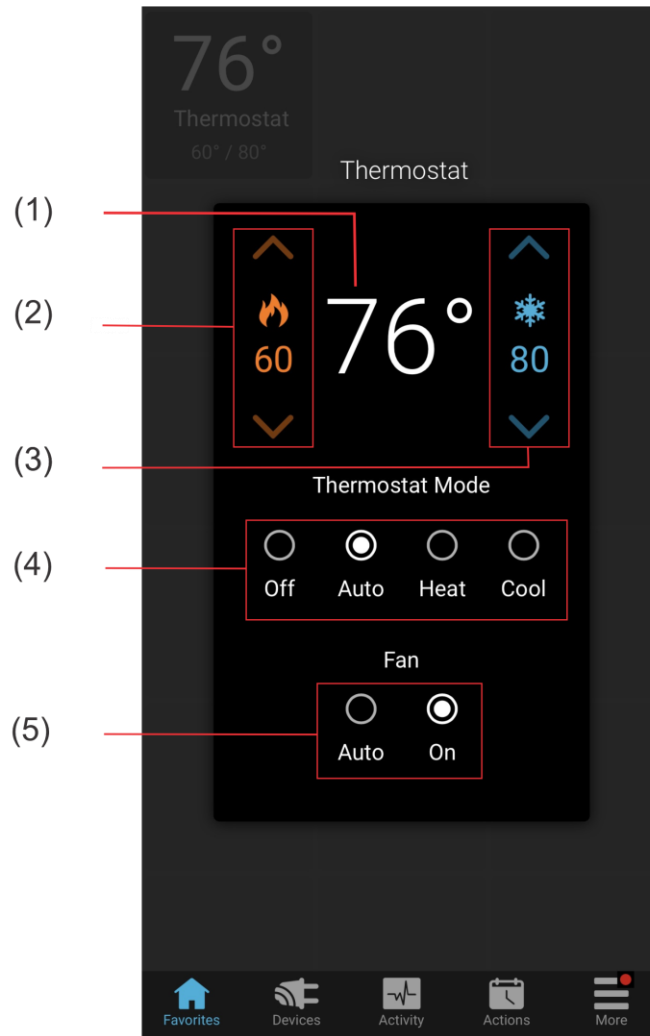 76°
Thermostat
60° / 80°
Thermostat
(1)
(2)
60
76°
80
(3)
Thermostat Mode
(4)
Off Auto Heat Cool
Fan
(5)
Auto On
Favorites Devices Activity Actions More